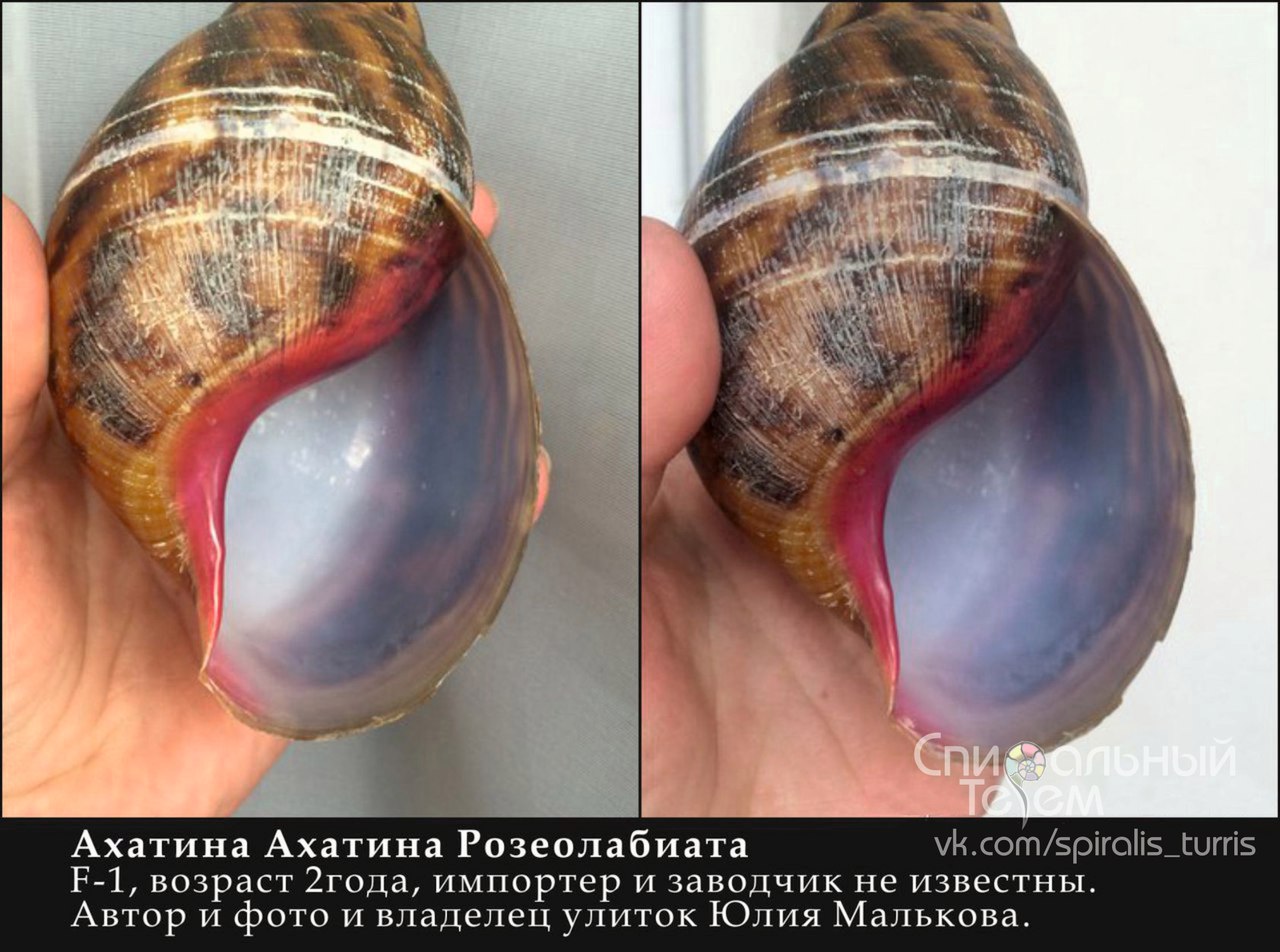 Спиральный
Терем
vk.com/spiralis_turris
Ахатина Ахатина Розеолабиата
F-1, возраст 2года, импортер и заводчик не известны.
Автор и фото и владелец улиток Юлия Малькова.